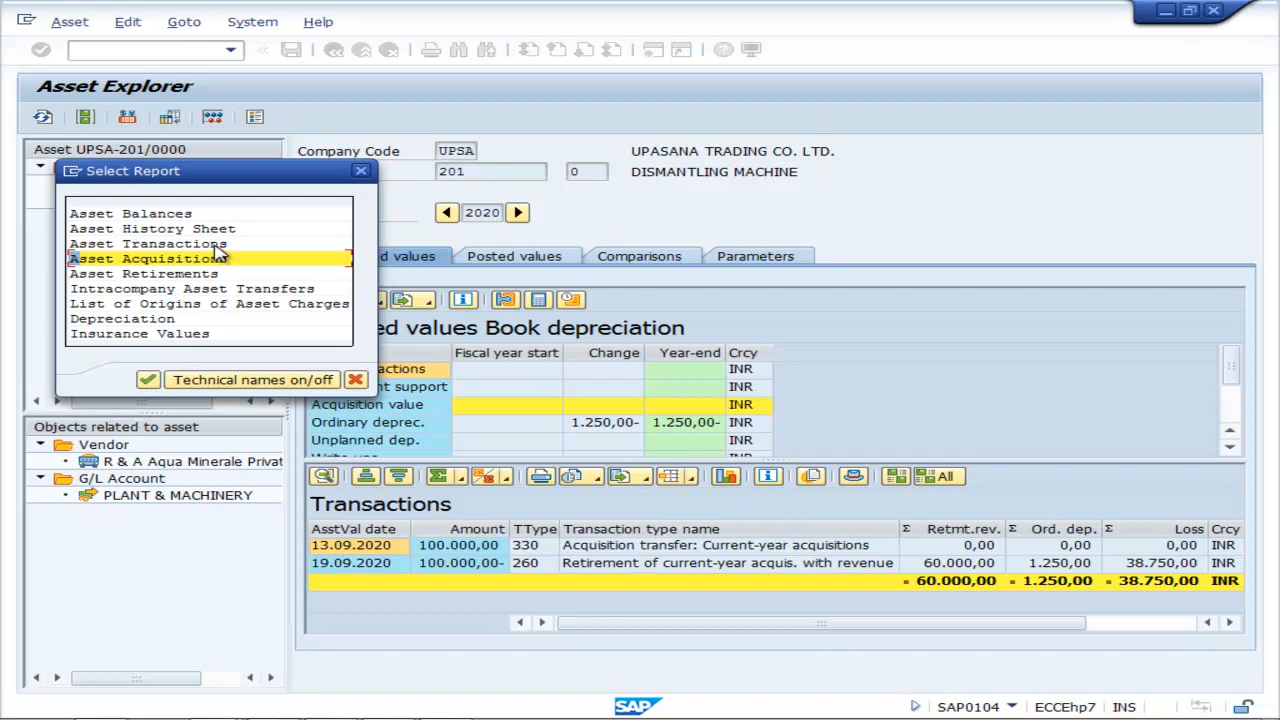 Asset Edit Goto System Help
Asset Explorer
Asset UPSA-201/0000
Company Code UPSA UPASANA TRADING CO. LTD.
201 0 DISMANTLING MACHINE
2020
Select Report
Asset Balances
Asset History Sheet
Asset Transactions
Asset Acquisitions
Asset Retirements
Intracompany Asset Transfers
List of Origins of Asset Charges
Depreciation
Insurance Values
Technical names on/off
d values Posted values Comparisons Parameters
ed values Book depreciation
Fiscal year start Change Year-end Crcy
actions INR
nt support INR
Acquisition value INR
Ordinary deprec. 1.250,00- 1.250,00- INR
Unplanned dep. INR
Objects related to asset
Vendor
R & A Aqua Minerale Privat
G/L Account
PLANT & MACHINERY
All
Transactions
AsstVal date Amount TType Transaction type name Σ Retmt.rev. Σ Ord. dep. Σ Loss Crcy
13.09.2020 100.000,00 330 Acquisition transfer: Current-year acquisitions 0,00 0,00 0,00 INR
19.09.2020 100.000,00- 260 Retirement of current-year acquis. with revenue 60.000,00 1.250,00 38.750,00 INR
60.000,00 1.250,00 38.750,00 INR
SAP SAP0104 ECCEhp7 INS